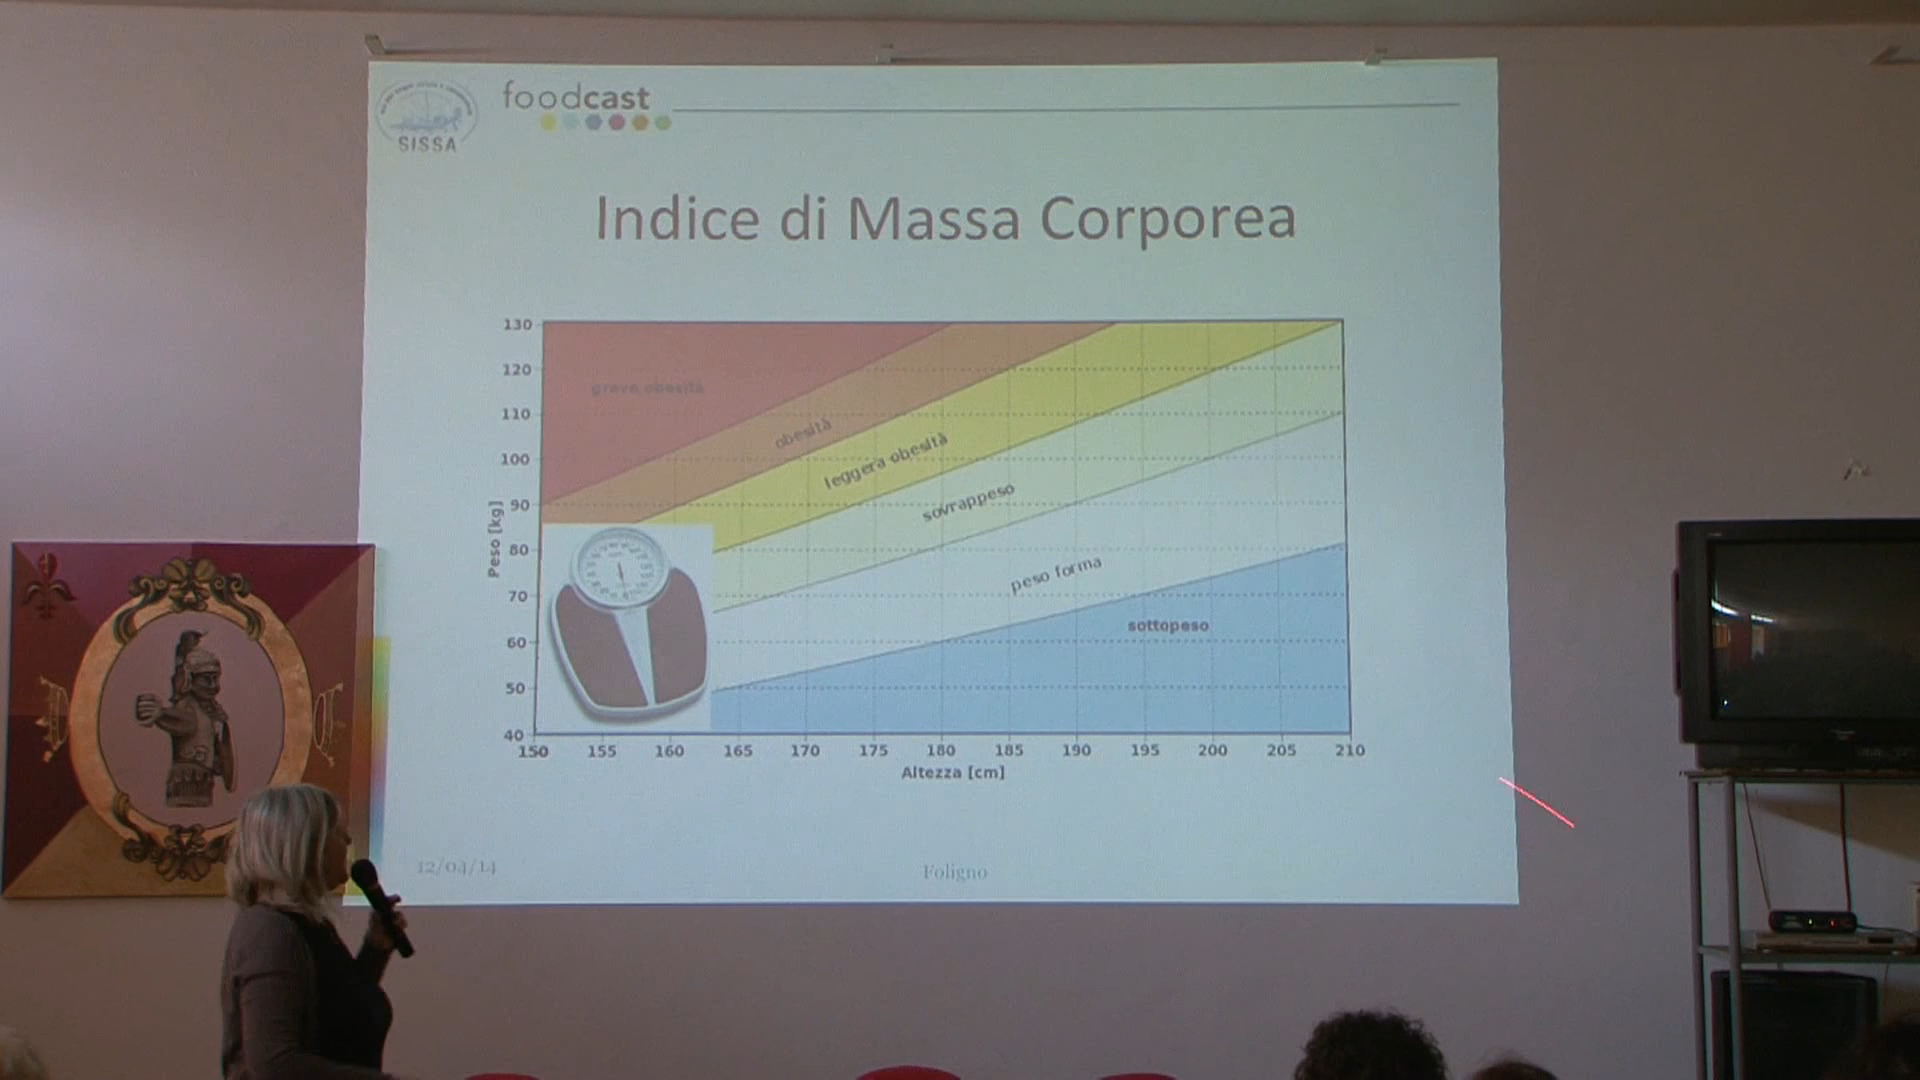 foodcast
SISSA
Indice di Massa Corporea
130
120
110
100
90
80
70
60
50
40
Peso [kg]
grave obesità
obesità
leggera obesità
sovrappeso
peso forma
sottopeso
150 155 160 165 170 175 180 185 190 195 200 205 210
Altezza [cm]
12/04/14
Foligno